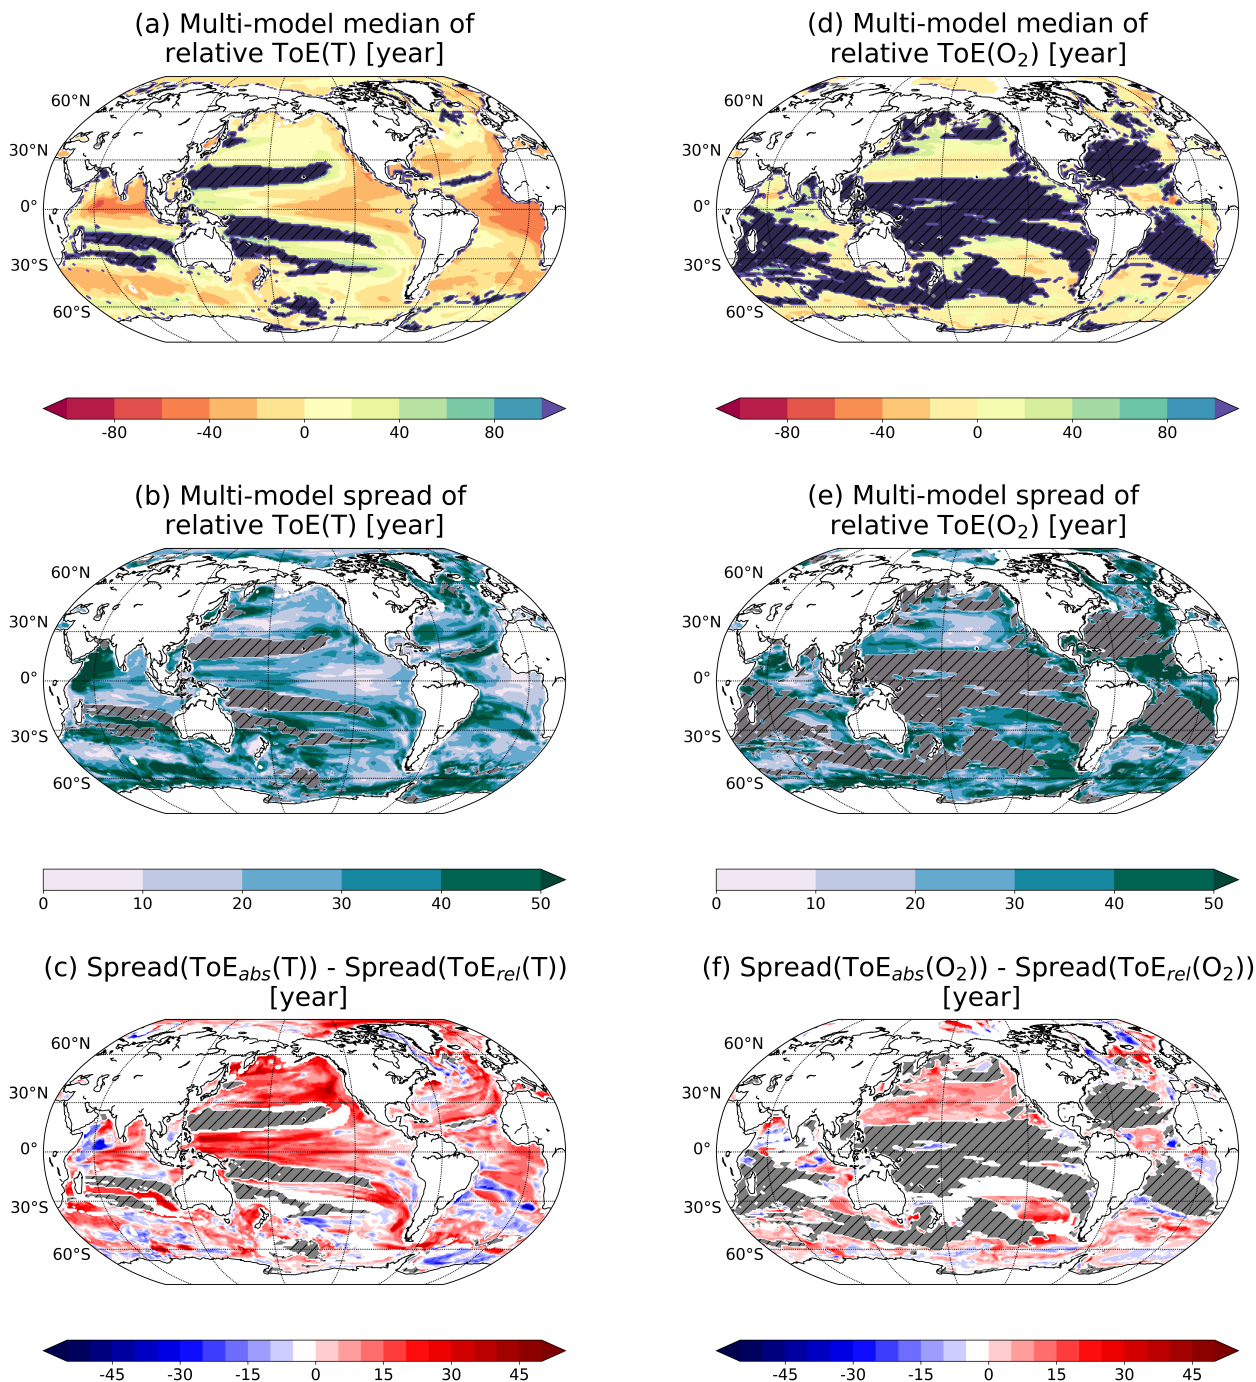 (a) Multi-model median of
relative ToE(T) [year]
60°N
30°N
0°
30°S
60°S
-80 -40 0 40 80
(d) Multi-model median of
relative ToE(O₂) [year]
60°N
30°N
0°
30°S
60°S
-80 -40 0 40 80
(b) Multi-model spread of
relative ToE(T) [year]
60°N
30°N
0°
30°S
60°S
0 10 20 30 40 50
(e) Multi-model spread of
relative ToE(O₂) [year]
60°N
30°N
0°
30°S
60°S
0 10 20 30 40 50
(c) Spread(ToEabs(T)) - Spread(ToErel(T))
[year]
60°N
30°N
0°
30°S
60°S
-45 -30 -15 0 15 30 45
(f) Spread(ToEabs(O₂)) - Spread(ToErel(O₂))
[year]
60°N
30°N
0°
30°S
60°S
-45 -30 -15 0 15 30 45